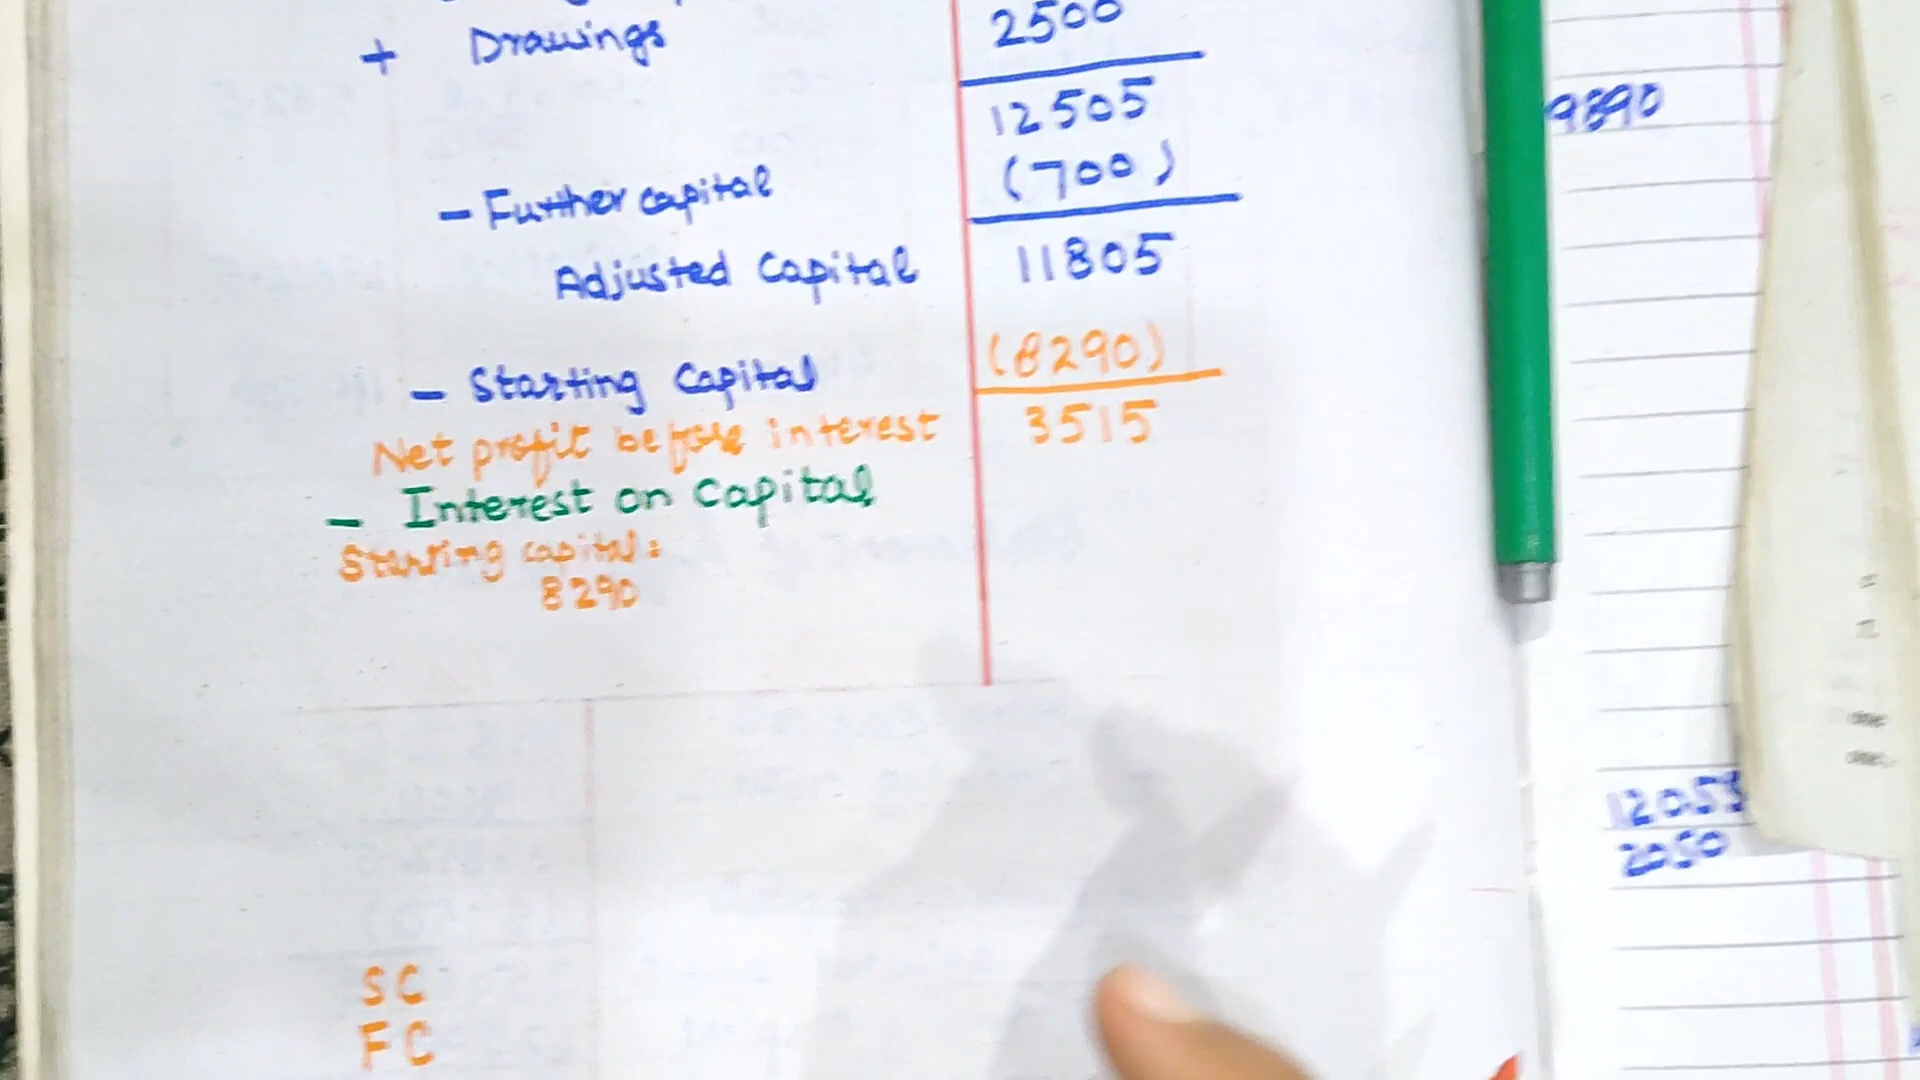 + Drawings 2500
12505
- Further capital (700)
Adjusted Capital 11805
- Starting Capital (8290)
Net profit before interest 3515
- Interest on Capital
Starting capital:
8290
SC
FC
9390
12055
2050